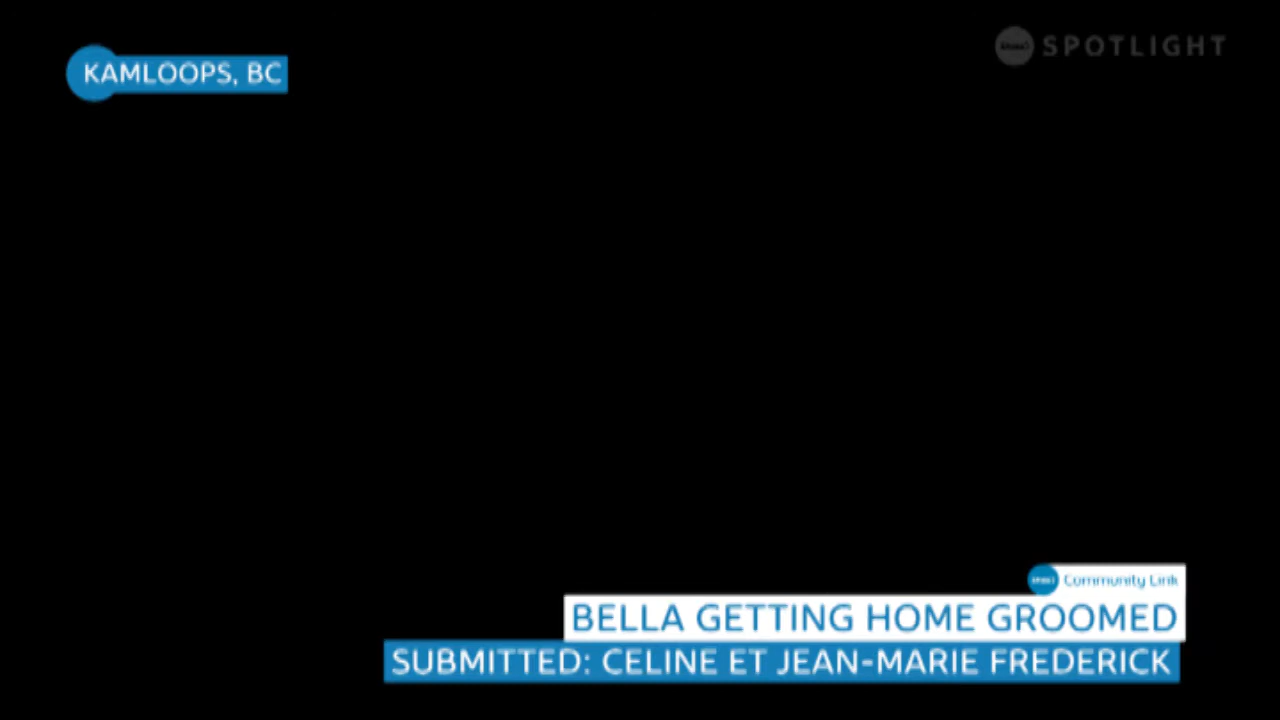 KAMLOOPS, BC
SPOTLIGHT
Community Link
BELLA GETTING HOME GROOMED
SUBMITTED: CELINE ET JEAN-MARIE FREDERICK